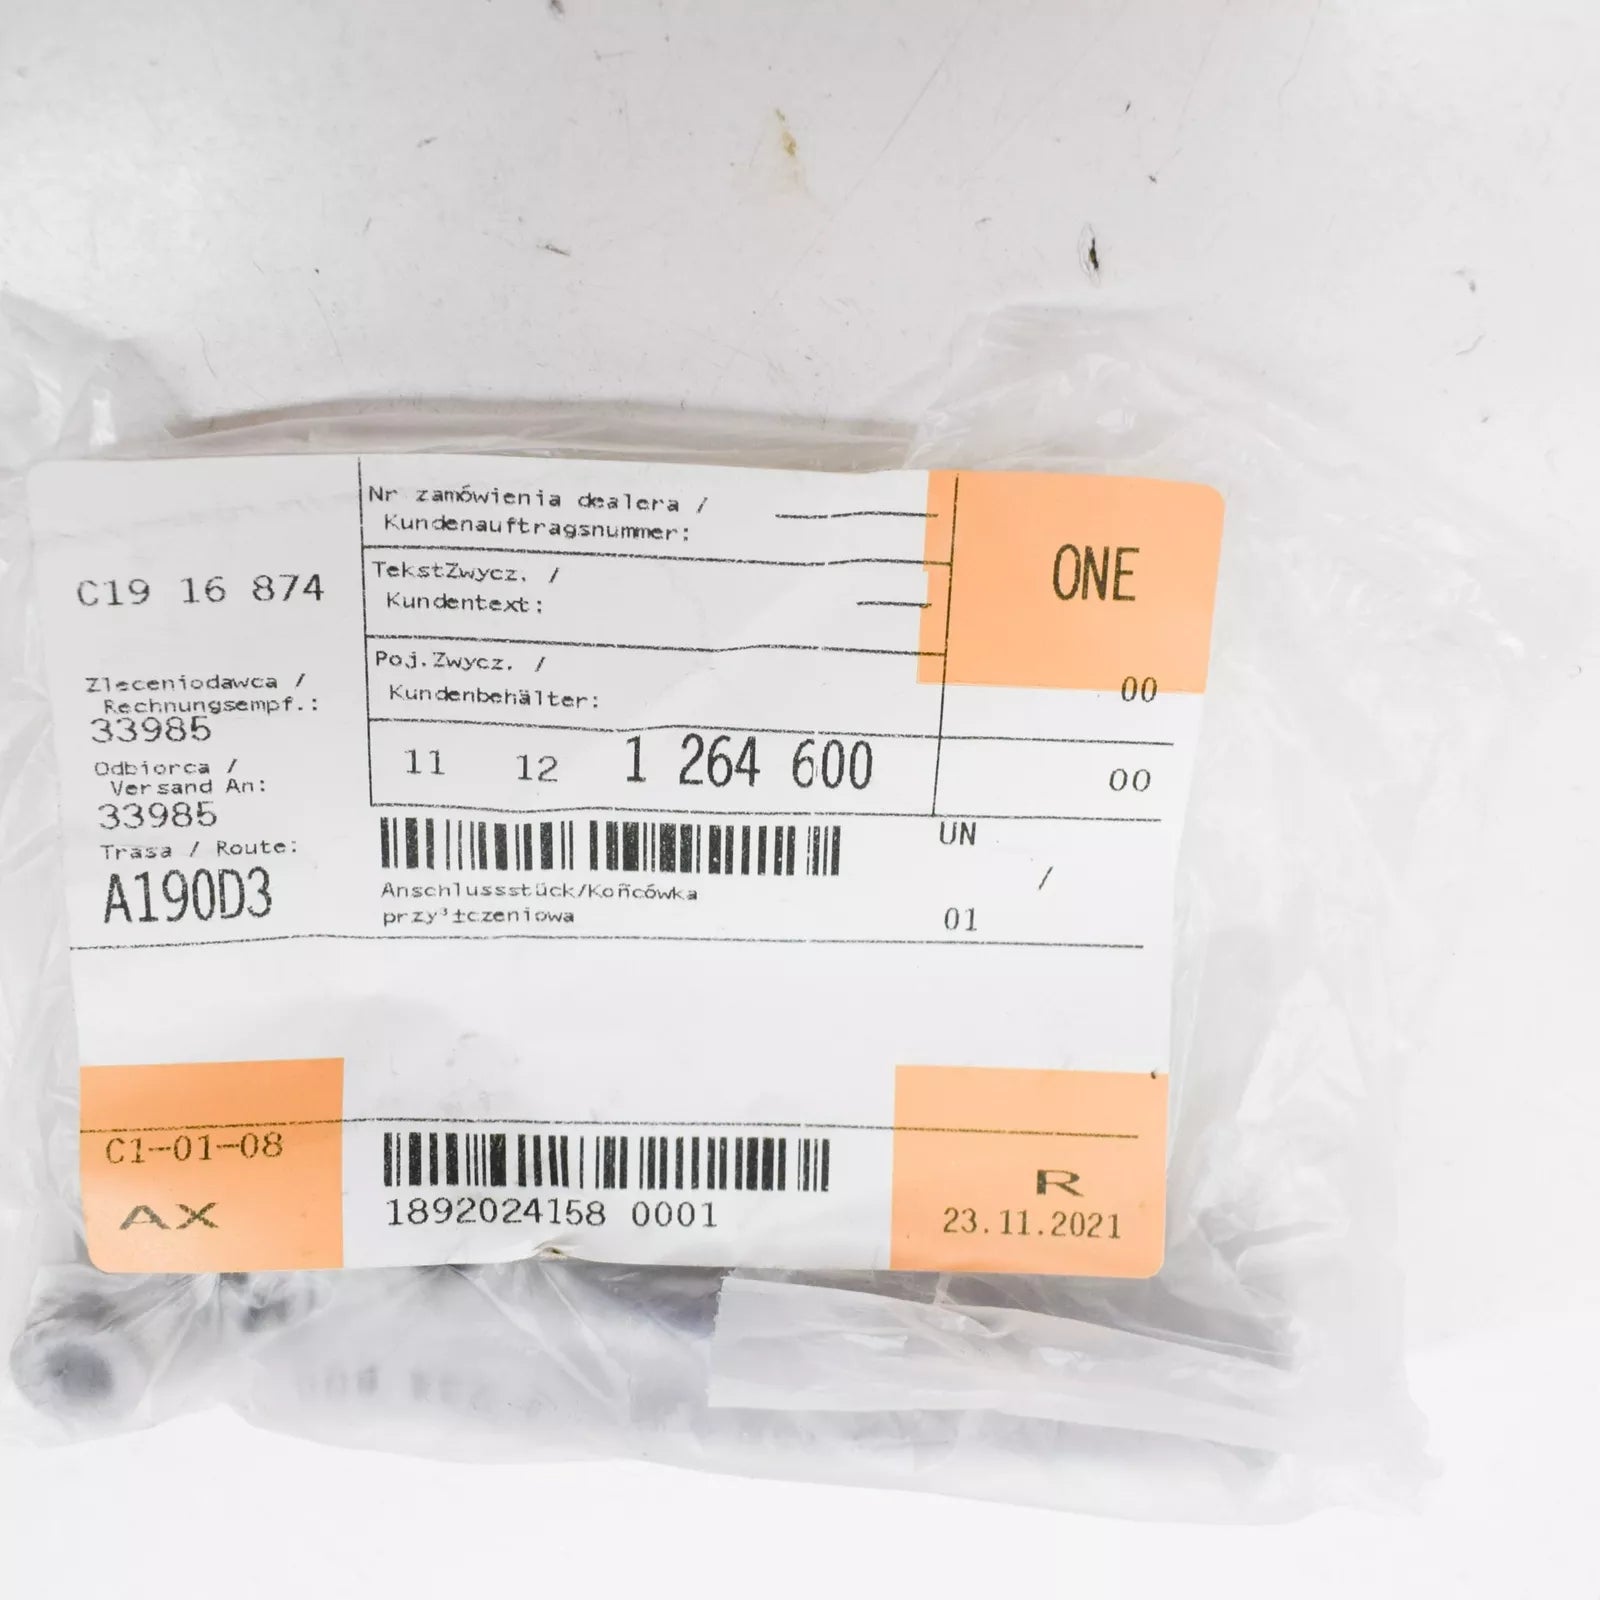 C19 16 874
Zleceniodawca /
Rechnungsempf.:
33985
Odbiorca /
Versand An:
33985
Trasa / Route:
A190D3
Nr zamówienia dealera /
Kundenauftragsnummer:
TekstZwycz. /
Kundentext:
Poj.Zwycz. /
Kundenbehälter:
11 12 1 264 600
Anschlussstück/Końcówka
przy³±czeniowa
ONE
00
00
UN
/
01
C1-01-08
AX
1892024158 0001
R
23.11.2021